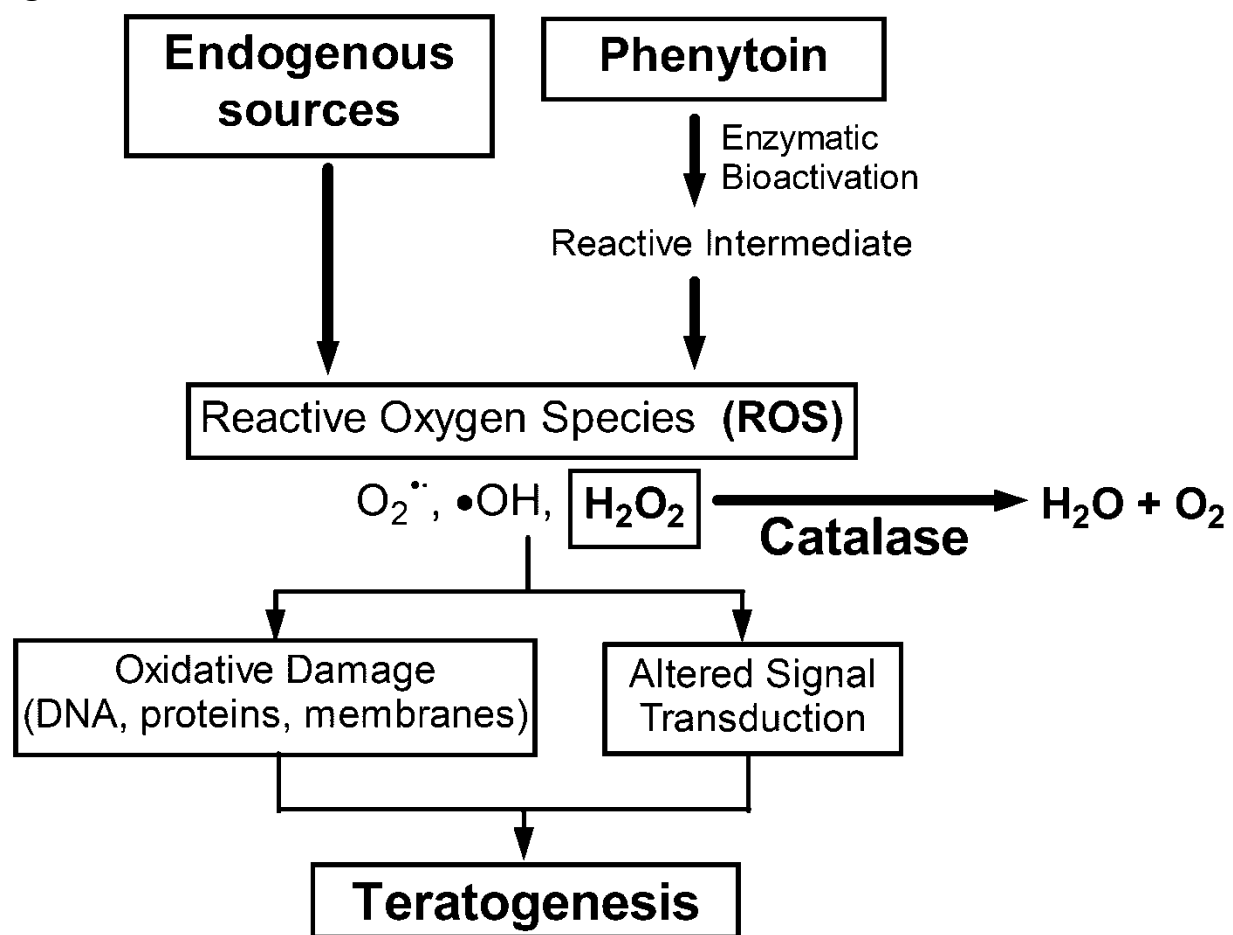 Endogenous
sources
Phenytoin
Enzymatic
Bioactivation
Reactive Intermediate
Reactive Oxygen Species (ROS)
O₂•-, •OH, H₂O₂
Catalase
H₂O + O₂
Oxidative Damage
(DNA, proteins, membranes)
Altered Signal
Transduction
Teratogenesis